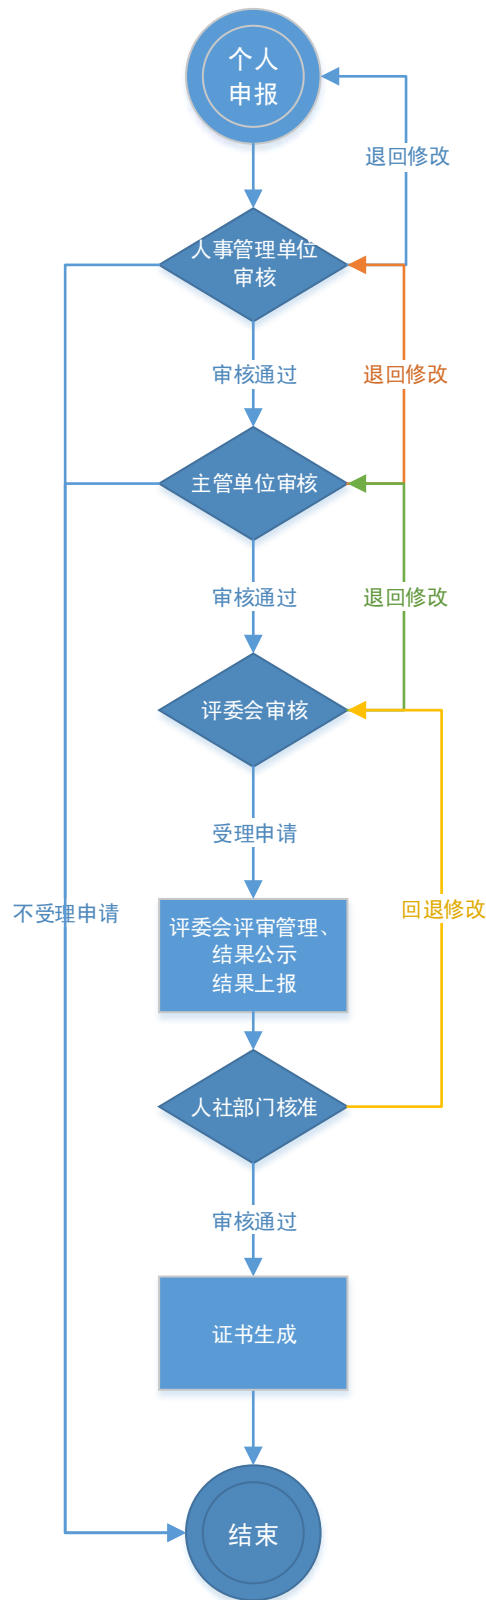 个人
申报
退回修改
人事管理单位
审核
审核通过
退回修改
主管单位审核
审核通过
退回修改
评委会审核
受理申请
不受理申请
回退修改
评委会评审管理、
结果公示
结果上报
人社部门核准
审核通过
证书生成
结束